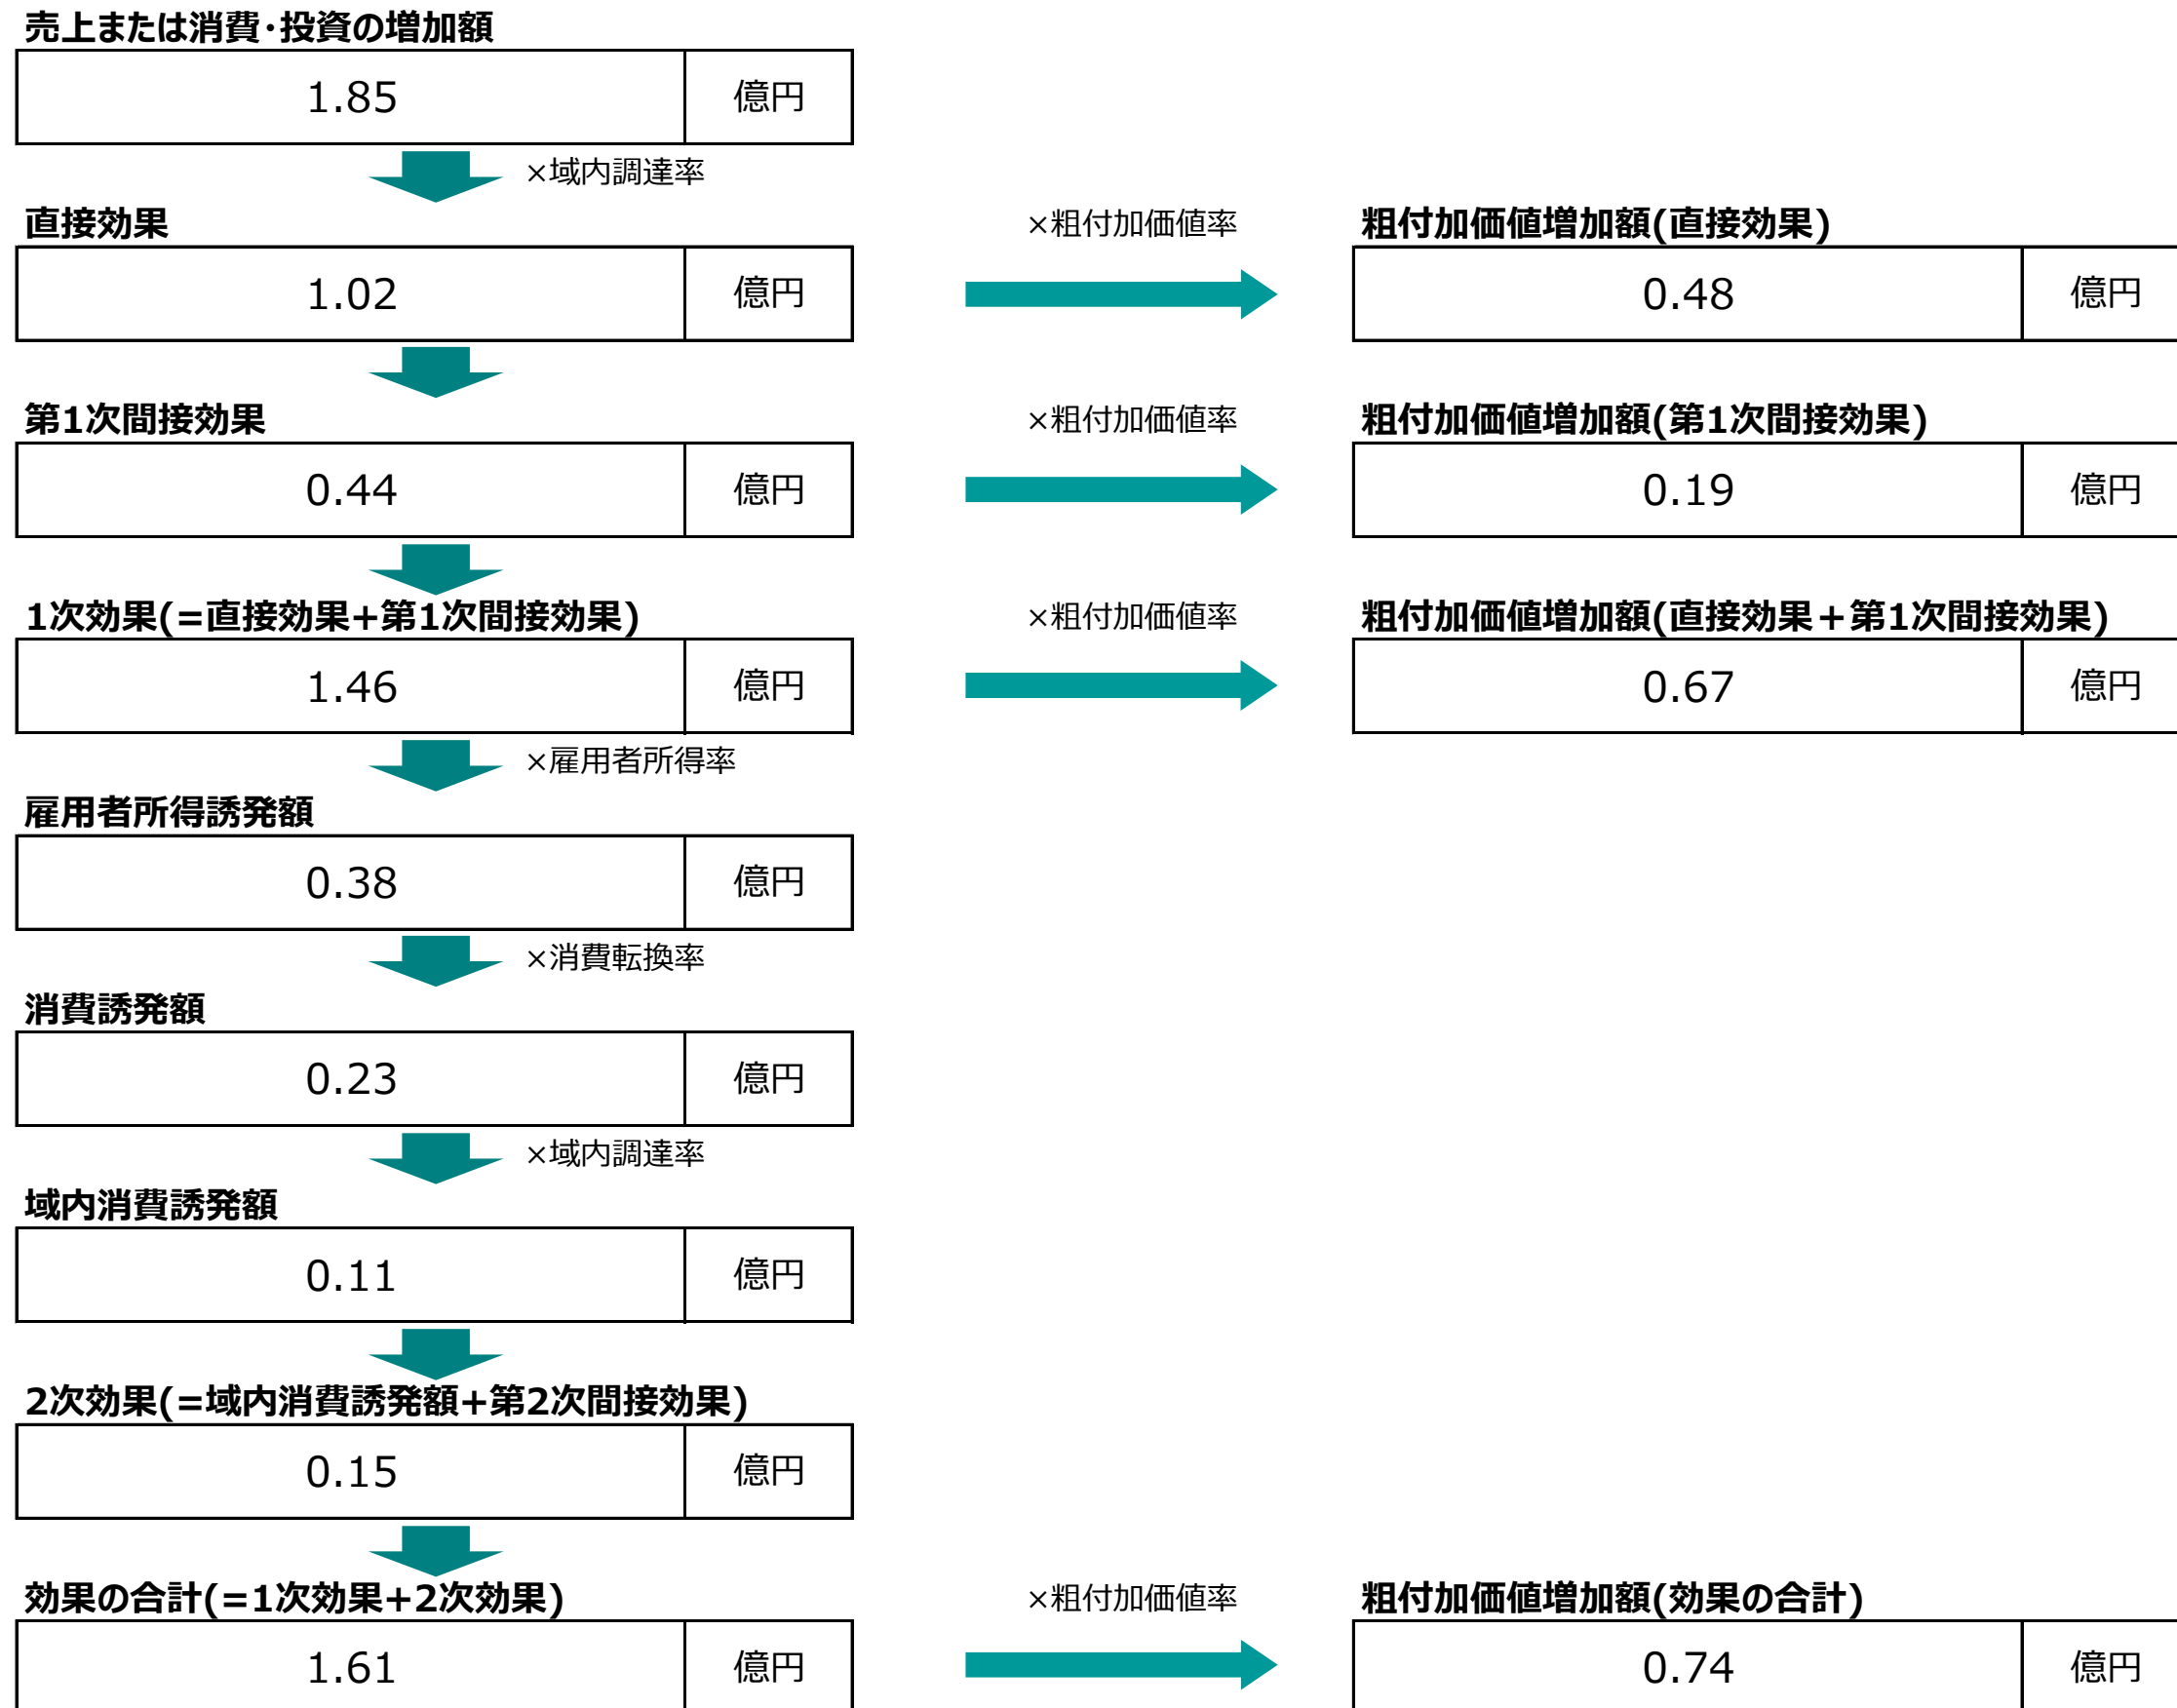 売上または消費･投資の増加額
1.85 億円
×域内調達率
直接効果 ×粗付加価値率 粗付加価値増加額(直接効果)
1.02 億円 0.48 億円
第1次間接効果 ×粗付加価値率 粗付加価値増加額(第1次間接効果)
0.44 億円 0.19 億円
1次効果(=直接効果+第1次間接効果) ×粗付加価値率 粗付加価値増加額(直接効果＋第1次間接効果)
1.46 億円 0.67 億円
×雇用者所得率
雇用者所得誘発額
0.38 億円
×消費転換率
消費誘発額
0.23 億円
×域内調達率
域内消費誘発額
0.11 億円
2次効果(=域内消費誘発額+第2次間接効果)
0.15 億円
効果の合計(=1次効果+2次効果) ×粗付加価値率 粗付加価値増加額(効果の合計)
1.61 億円 0.74 億円